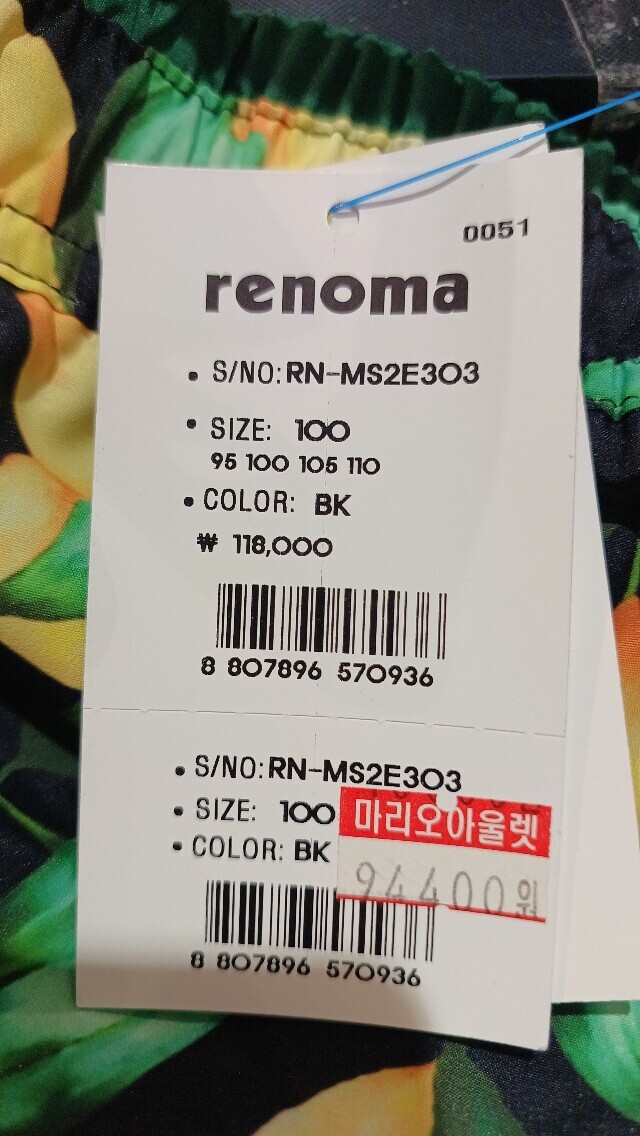 0051
renoma
• S/NO: RN-MS2E303
• SIZE: 100
95 100 105 110
• COLOR: BK
₩ 118,000
8 807896 570936
• S/NO: RN-MS2E303
• SIZE: 100
마리오아울렛
• COLOR: BK
94400원
8 807896 570936